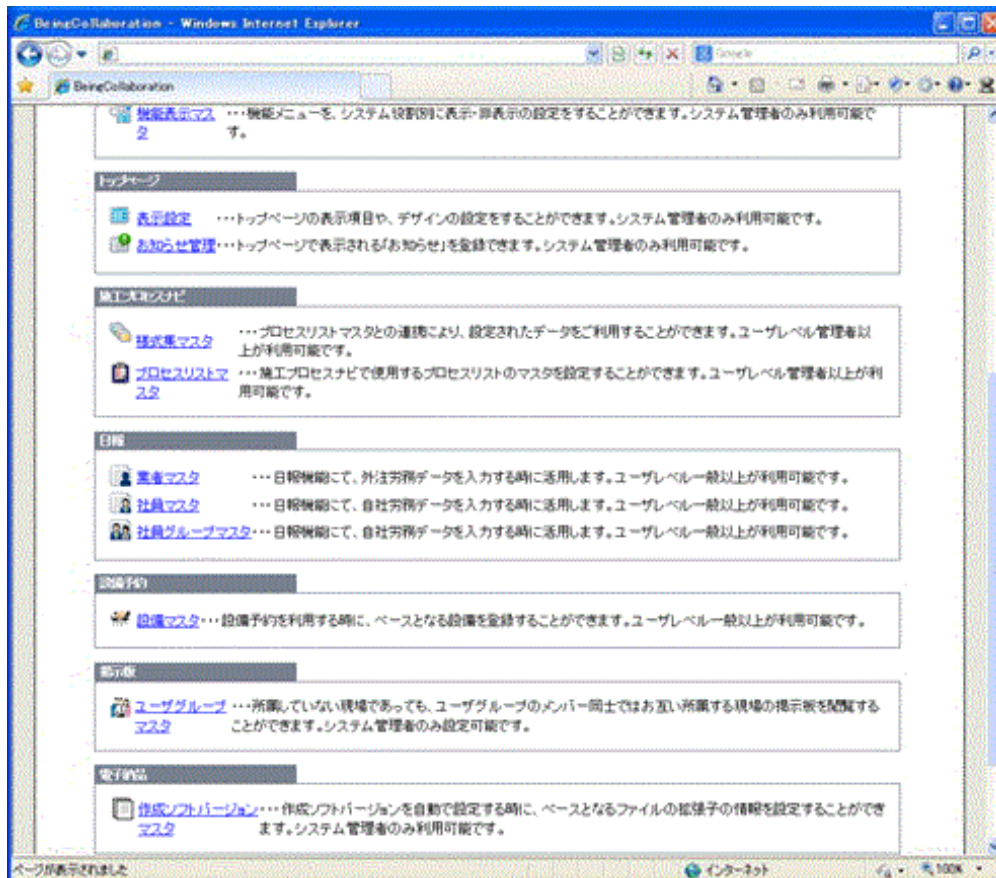 BeingCollaboration - Windows Internet Explorer
Google
BeingCollaboration
機能表示マス ・・・機能メニューを、システム役割別に表示・非表示の設定をすることができます。システム管理者のみ利用可能で
タ す。
トップページ
表示設定 ・・・トップページの表示項目や、デザインの設定をすることができます。システム管理者のみ利用可能です。
お知らせ管理・・・トップページで表示される「お知らせ」を登録できます。システム管理者のみ利用可能です。
施工プロセスナビ
様式集マスタ ・・・プロセスリストマスタとの連携により、設定されたデータをご利用することができます。ユーザレベル管理者以
上が利用可能です。
プロセスリストマ ・・・施工プロセスナビで使用するプロセスリストのマスタを設定することができます。ユーザレベル管理者以上が利
スタ 用可能です。
日報
業者マスタ ・・・日報機能にて、外注労務データを入力する時に活用します。ユーザレベル一般以上が利用可能です。
社員マスタ ・・・日報機能にて、自社労務データを入力する時に活用します。ユーザレベル一般以上が利用可能です。
社員グループマスタ・・・日報機能にて、自社労務データを入力する時に活用します。ユーザレベル一般以上が利用可能です。
設備予約
設備マスタ・・・設備予約を利用する時に、ベースとなる設備を登録することができます。ユーザレベル一般以上が利用可能です。
掲示板
ユーザグループ ・・・所属していない現場であっても、ユーザグループのメンバー同士ではお互い所属する現場の掲示板を閲覧する
マスタ ことができます。システム管理者のみ設定可能です。
電子納品
作成ソフトバージョン・・・作成ソフトバージョンを自動で設定する時に、ベースとなるファイルの拡張子の情報を設定することができ
マスタ ます。システム管理者のみ利用可能です。
ページが表示されました インターネット 100%